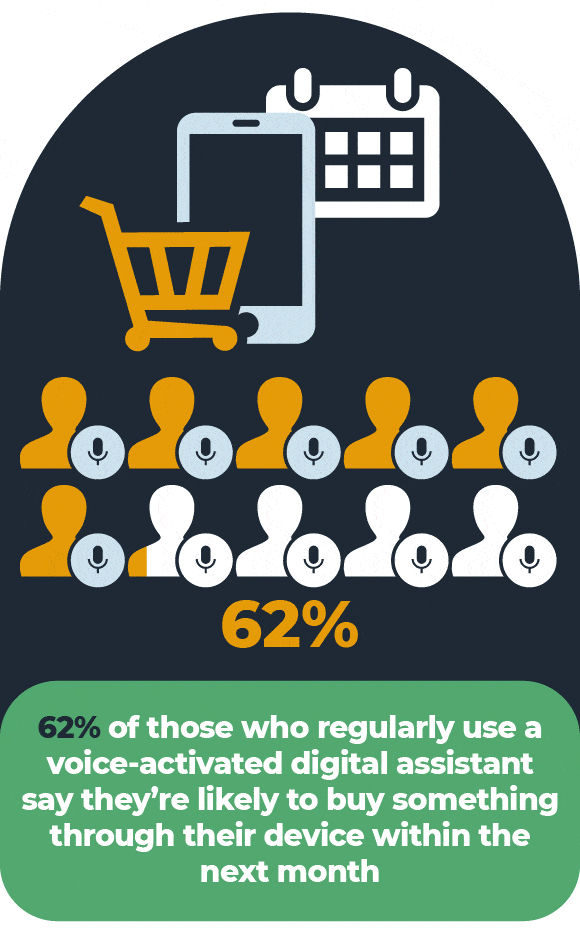 62%
62% of those who regularly use a
voice-activated digital assistant
say they’re likely to buy something
through their device within the
next month